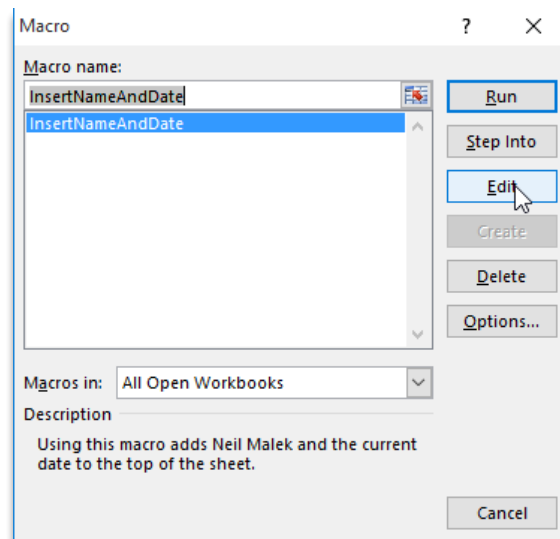 Macro ? ×
Macro name:
InsertNameAndDate
Run
InsertNameAndDate
Step Into
Edit
Create
Delete
Options...
Macros in: All Open Workbooks
Description
Using this macro adds Neil Malek and the current
date to the top of the sheet.
Cancel